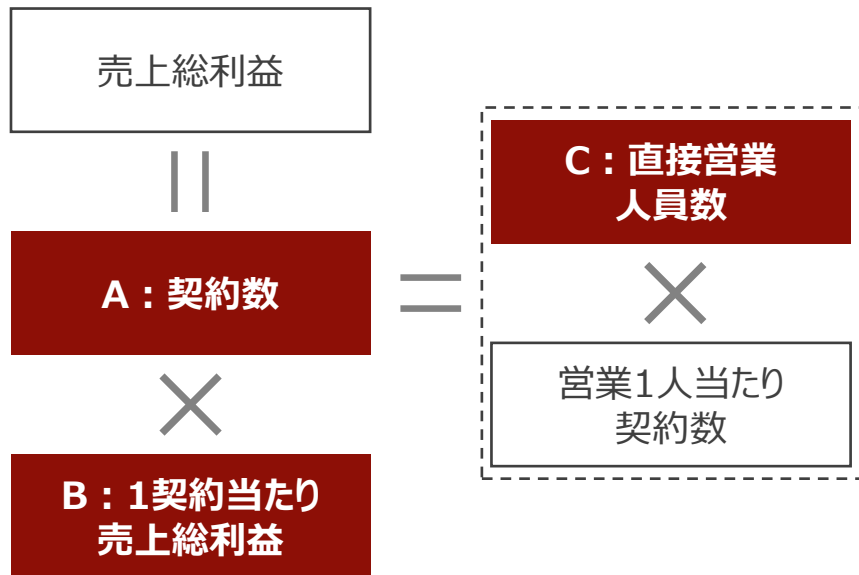 売上総利益
A：契約数
B：1契約当たり
売上総利益
C：直接営業
人員数
営業1人当たり
契約数